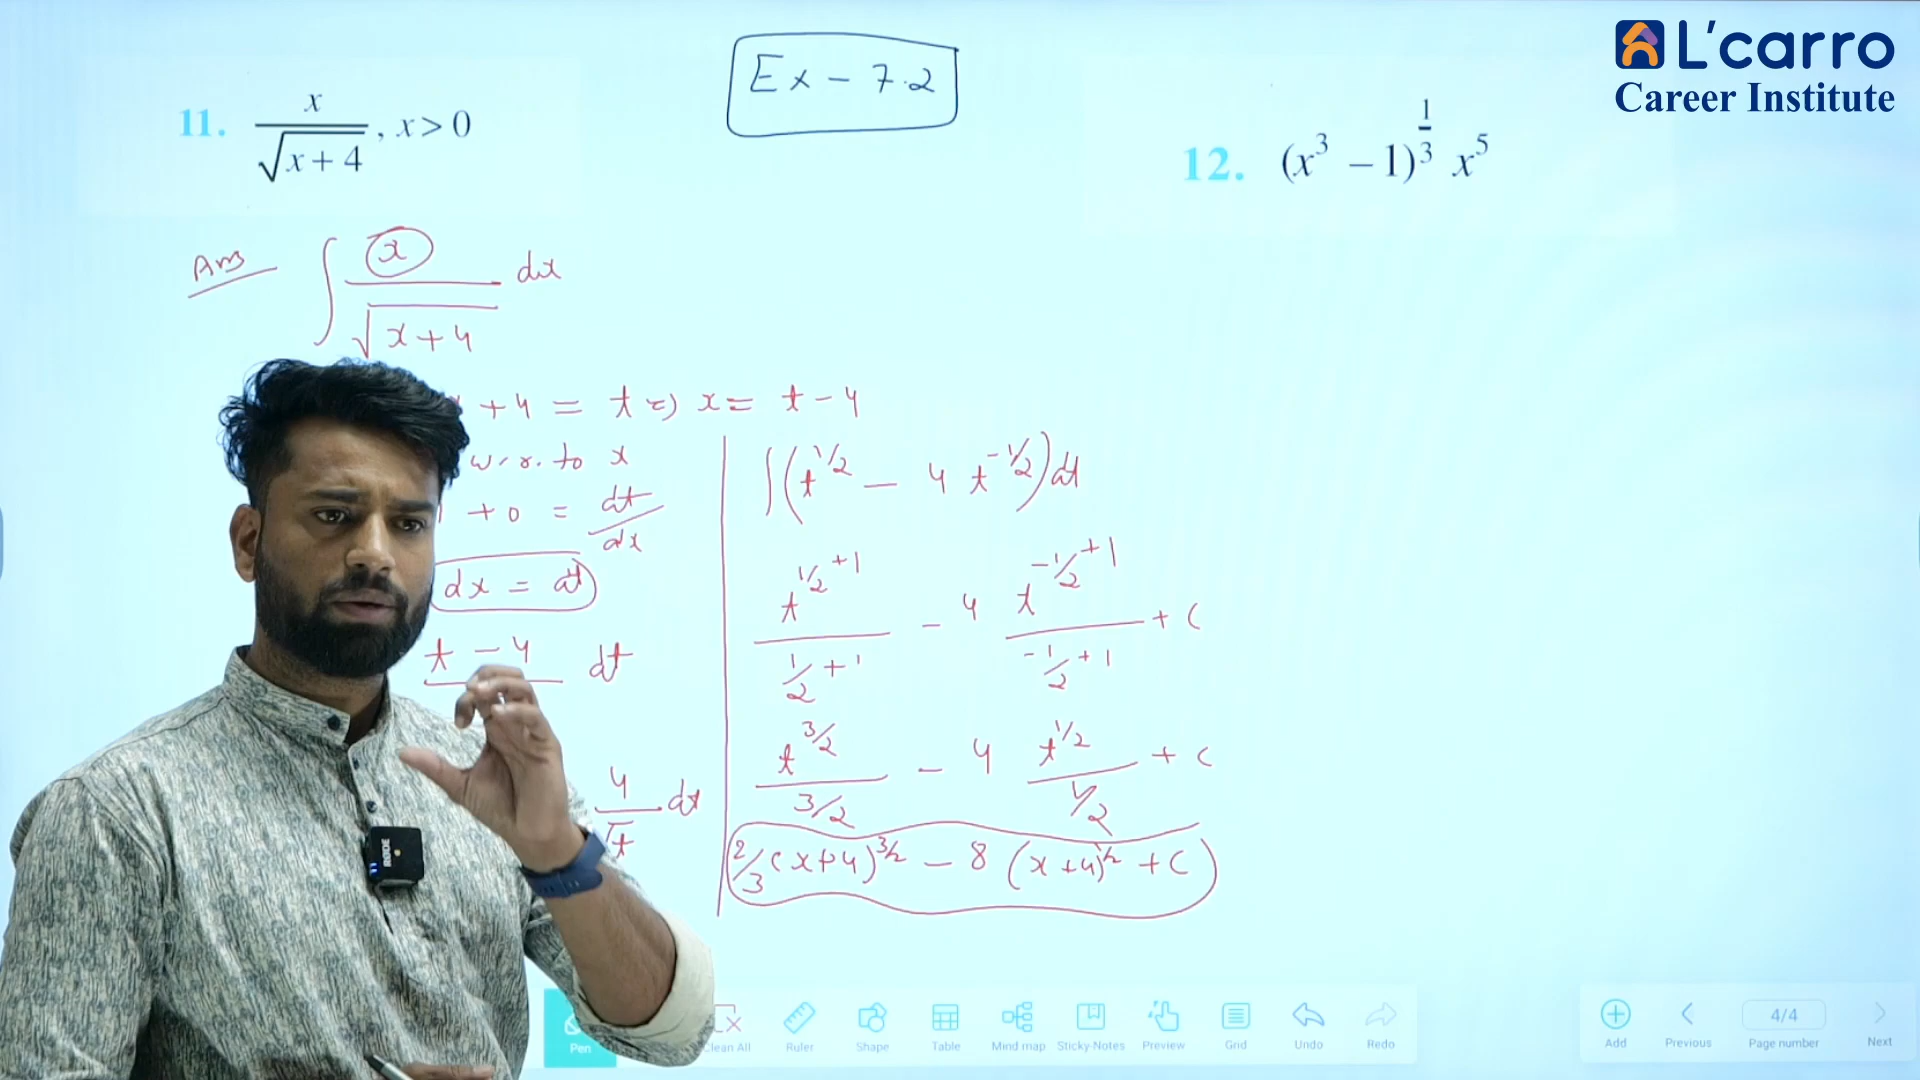 L'carro
Career Institute
Ex - 7.2
11. x / √(x + 4) , x > 0
12. (x³ – 1)^(1/3) x⁵
Ans ∫ x / √(x+4) dx
+ 4 = t ⇒ x = t - 4
w.r. to x
+ 0 = dt/dx
dx = dt
t - 4 dt
4/√t dt
∫(t^(1/2) - 4 t^(-1/2)) dt
t^(1/2 + 1) / (1/2 + 1) - 4 t^(-1/2 + 1) / (-1/2 + 1) + C
t^(3/2) / (3/2) - 4 t^(1/2) / (1/2) + C
2/3 (x+4)^(3/2) - 8 (x+4)^(1/2) + C
RODE
Pen
Clean All
Ruler
Shape
Table
Mind map
Sticky Notes
Preview
Grid
Undo
Redo
Add
Previous
4/4
Page number
Next